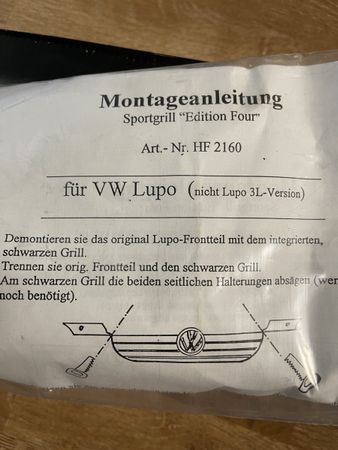 Montageanleitung
Sportgrill "Edition Four"
Art.- Nr. HF 2160
für VW Lupo (nicht Lupo 3L-Version)
Demontieren sie das original Lupo-Frontteil mit dem integrierten,
schwarzen Grill.
Trennen sie orig. Frontteil und den schwarzen Grill.
Am schwarzen Grill die beiden seitlichen Halterungen absägen (wer
noch benötigt).